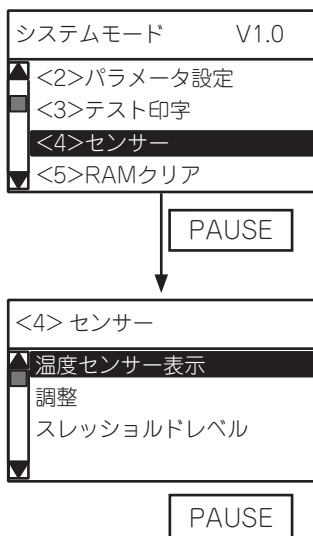 システムモード V1.0
<2>パラメータ設定
<3>テスト印字
<4>センサー
<5>RAMクリア
PAUSE
<4> センサー
温度センサー表示
調整
スレッショルドレベル
PAUSE